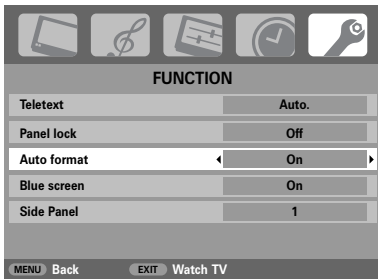 FUNCTION
Teletext Auto.
Panel lock Off
Auto format On
Blue screen On
Side Panel 1
MENU Back EXIT Watch TV